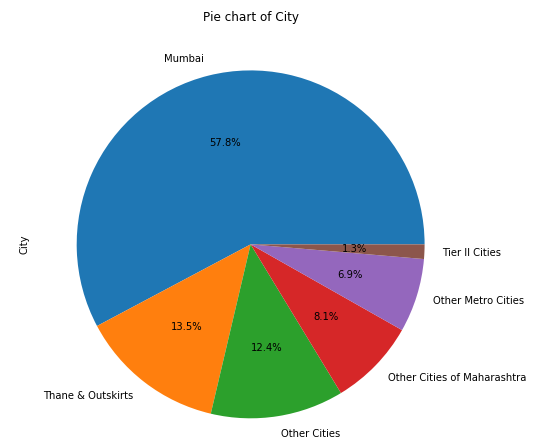 Pie chart of City
Mumbai
57.8%
City
1.3%
Tier II Cities
6.9%
Other Metro Cities
8.1%
13.5%
12.4%
Other Cities of Maharashtra
Thane & Outskirts
Other Cities